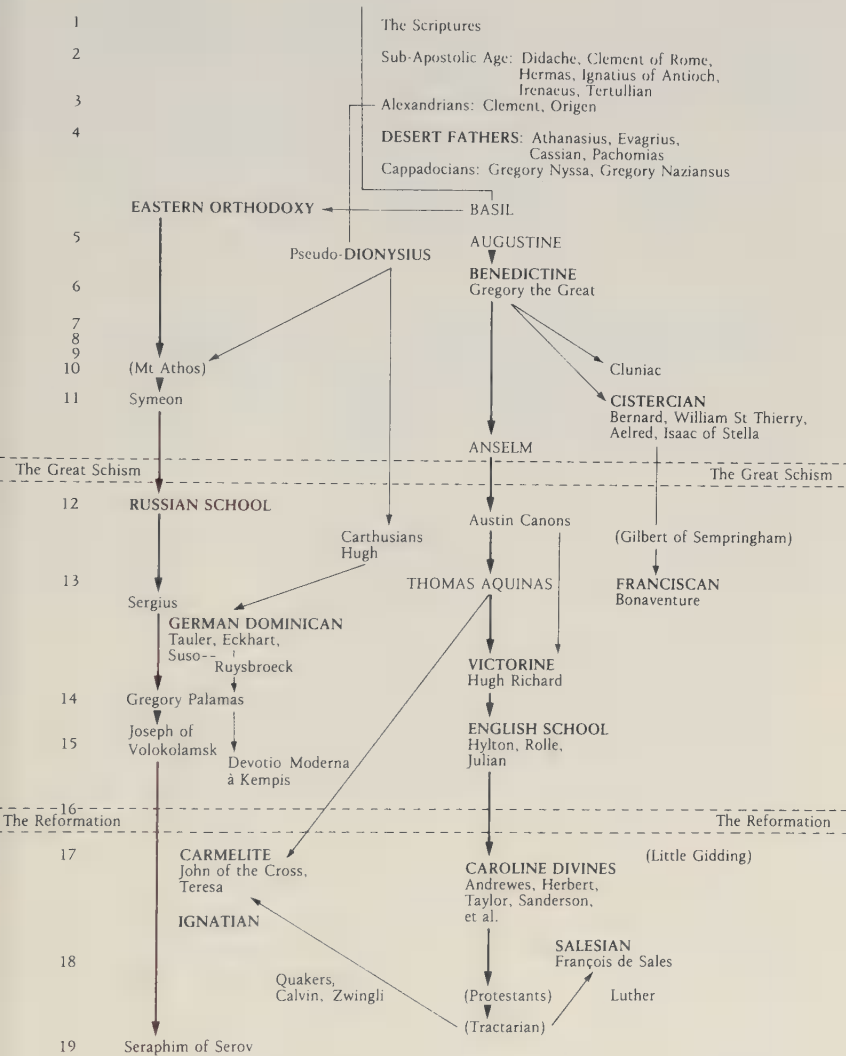 1
The Scriptures
2
Sub-Apostolic Age: Didache, Clement of Rome,
Hermas, Ignatius of Antioch,
Irenaeus, Tertullian
3
Alexandrians: Clement, Origen
4
DESERT FATHERS: Athanasius, Evagrius,
Cassian, Pachomias
Cappadocians: Gregory Nyssa, Gregory Naziansus
EASTERN ORTHODOXY
BASIL
5
AUGUSTINE
Pseudo-DIONYSIUS
BENEDICTINE
6
Gregory the Great
7
8
9
10
(Mt Athos)
Cluniac
11
Symeon
CISTERCIAN
Bernard, William St Thierry,
Aelred, Isaac of Stella
ANSELM
The Great Schism
The Great Schism
12
RUSSIAN SCHOOL
Austin Canons
Carthusians
Hugh
(Gilbert of Sempringham)
13
THOMAS AQUINAS
FRANCISCAN
Bonaventure
Sergius
GERMAN DOMINICAN
Tauler, Eckhart,
Suso--
Ruysbroeck
VICTORINE
Hugh Richard
14
Gregory Palamas
Joseph of
Volokolamsk
ENGLISH SCHOOL
Hylton, Rolle,
Julian
15
Devotio Moderna
à Kempis
16
The Reformation
The Reformation
17
CARMELITE
John of the Cross,
Teresa
(Little Gidding)
CAROLINE DIVINES
Andrewes, Herbert,
Taylor, Sanderson,
et al.
IGNATIAN
SALESIAN
18
François de Sales
Quakers,
Calvin, Zwingli
(Protestants)
Luther
(Tractarian)
19
Seraphim of Serov